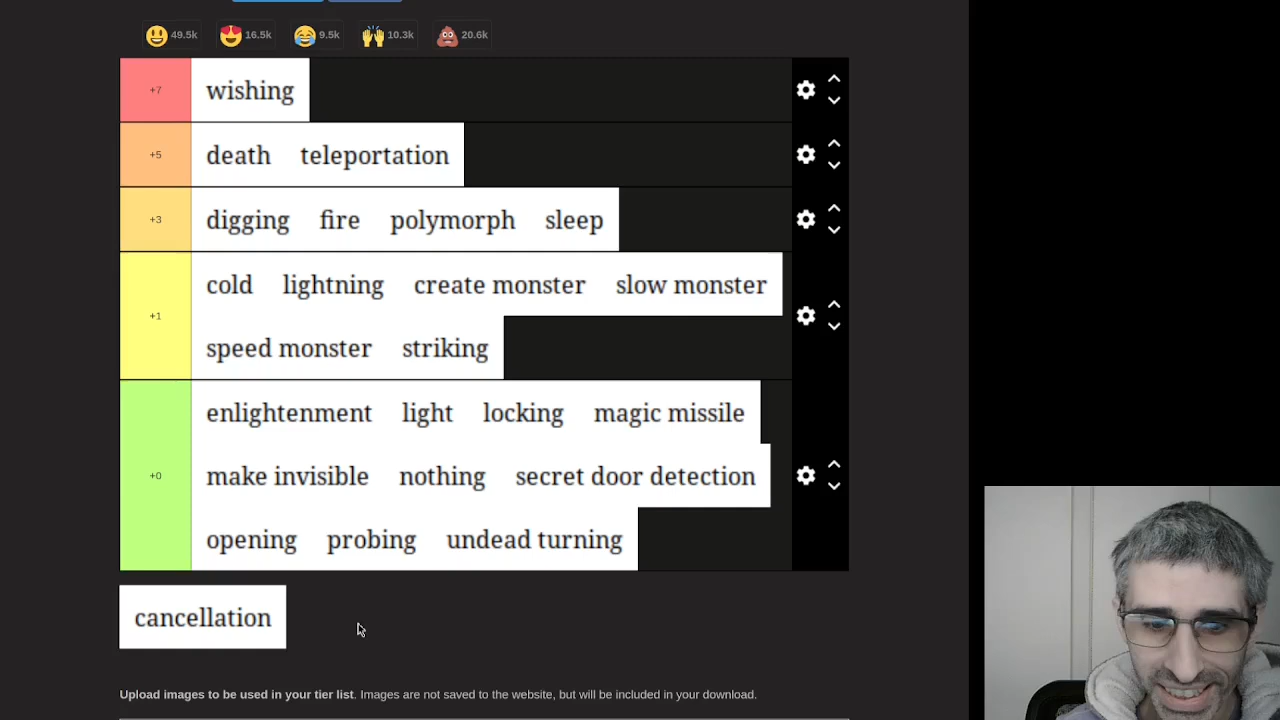 49.5k 16.5k 9.5k 10.3k 20.6k
+7 wishing
+5 death teleportation
+3 digging fire polymorph sleep
+1 cold lightning create monster slow monster
speed monster striking
+0 enlightenment light locking magic missile
make invisible nothing secret door detection
opening probing undead turning
cancellation
Upload images to be used in your tier list. Images are not saved to the website, but will be included in your download.